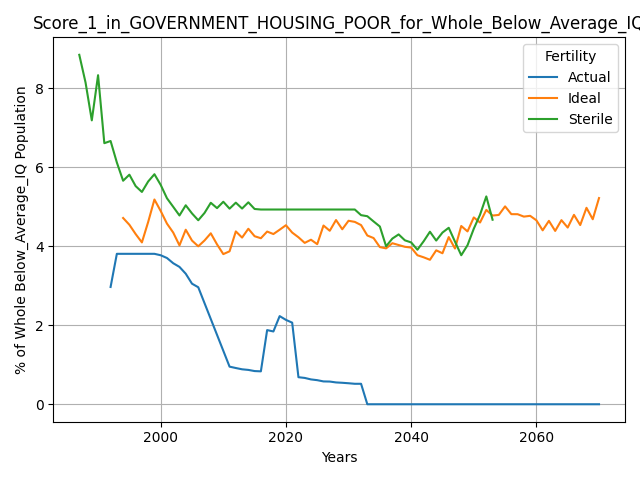 Score_1_in_GOVERNMENT_HOUSING_POOR_for_Whole_Below_Average_IQ
% of Whole Below_Average_IQ Population
8
6
4
2
0
Fertility
Actual
Ideal
Sterile
2000 2020 2040 2060
Years